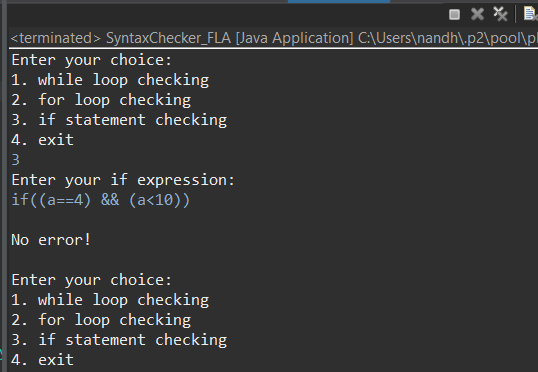 <terminated> SyntaxChecker_FLA [Java Application] C:\Users\nandh\.p2\pool\pl
Enter your choice:
1. while loop checking
2. for loop checking
3. if statement checking
4. exit
3
Enter your if expression:
if((a==4) && (a<10))
No error!
Enter your choice:
1. while loop checking
2. for loop checking
3. if statement checking
4. exit